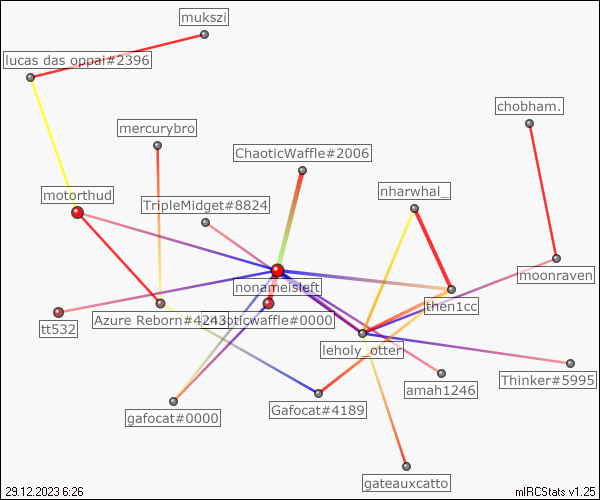 mukszi
lucas das oppai#2396
chobham.
mercurybro
ChaoticWaffle#2006
nharwhal_
motorthud
TripleMidget#8824
moonraven
nonameisleft
then1cc
tt532
Azure Reborn#4243
oticwaffle#0000
leholy_otter
Thinker#5995
amah1246
gafocat#0000
Gafocat#4189
gateauxcatto
29.12.2023 6:26
mIRCStats v1.25